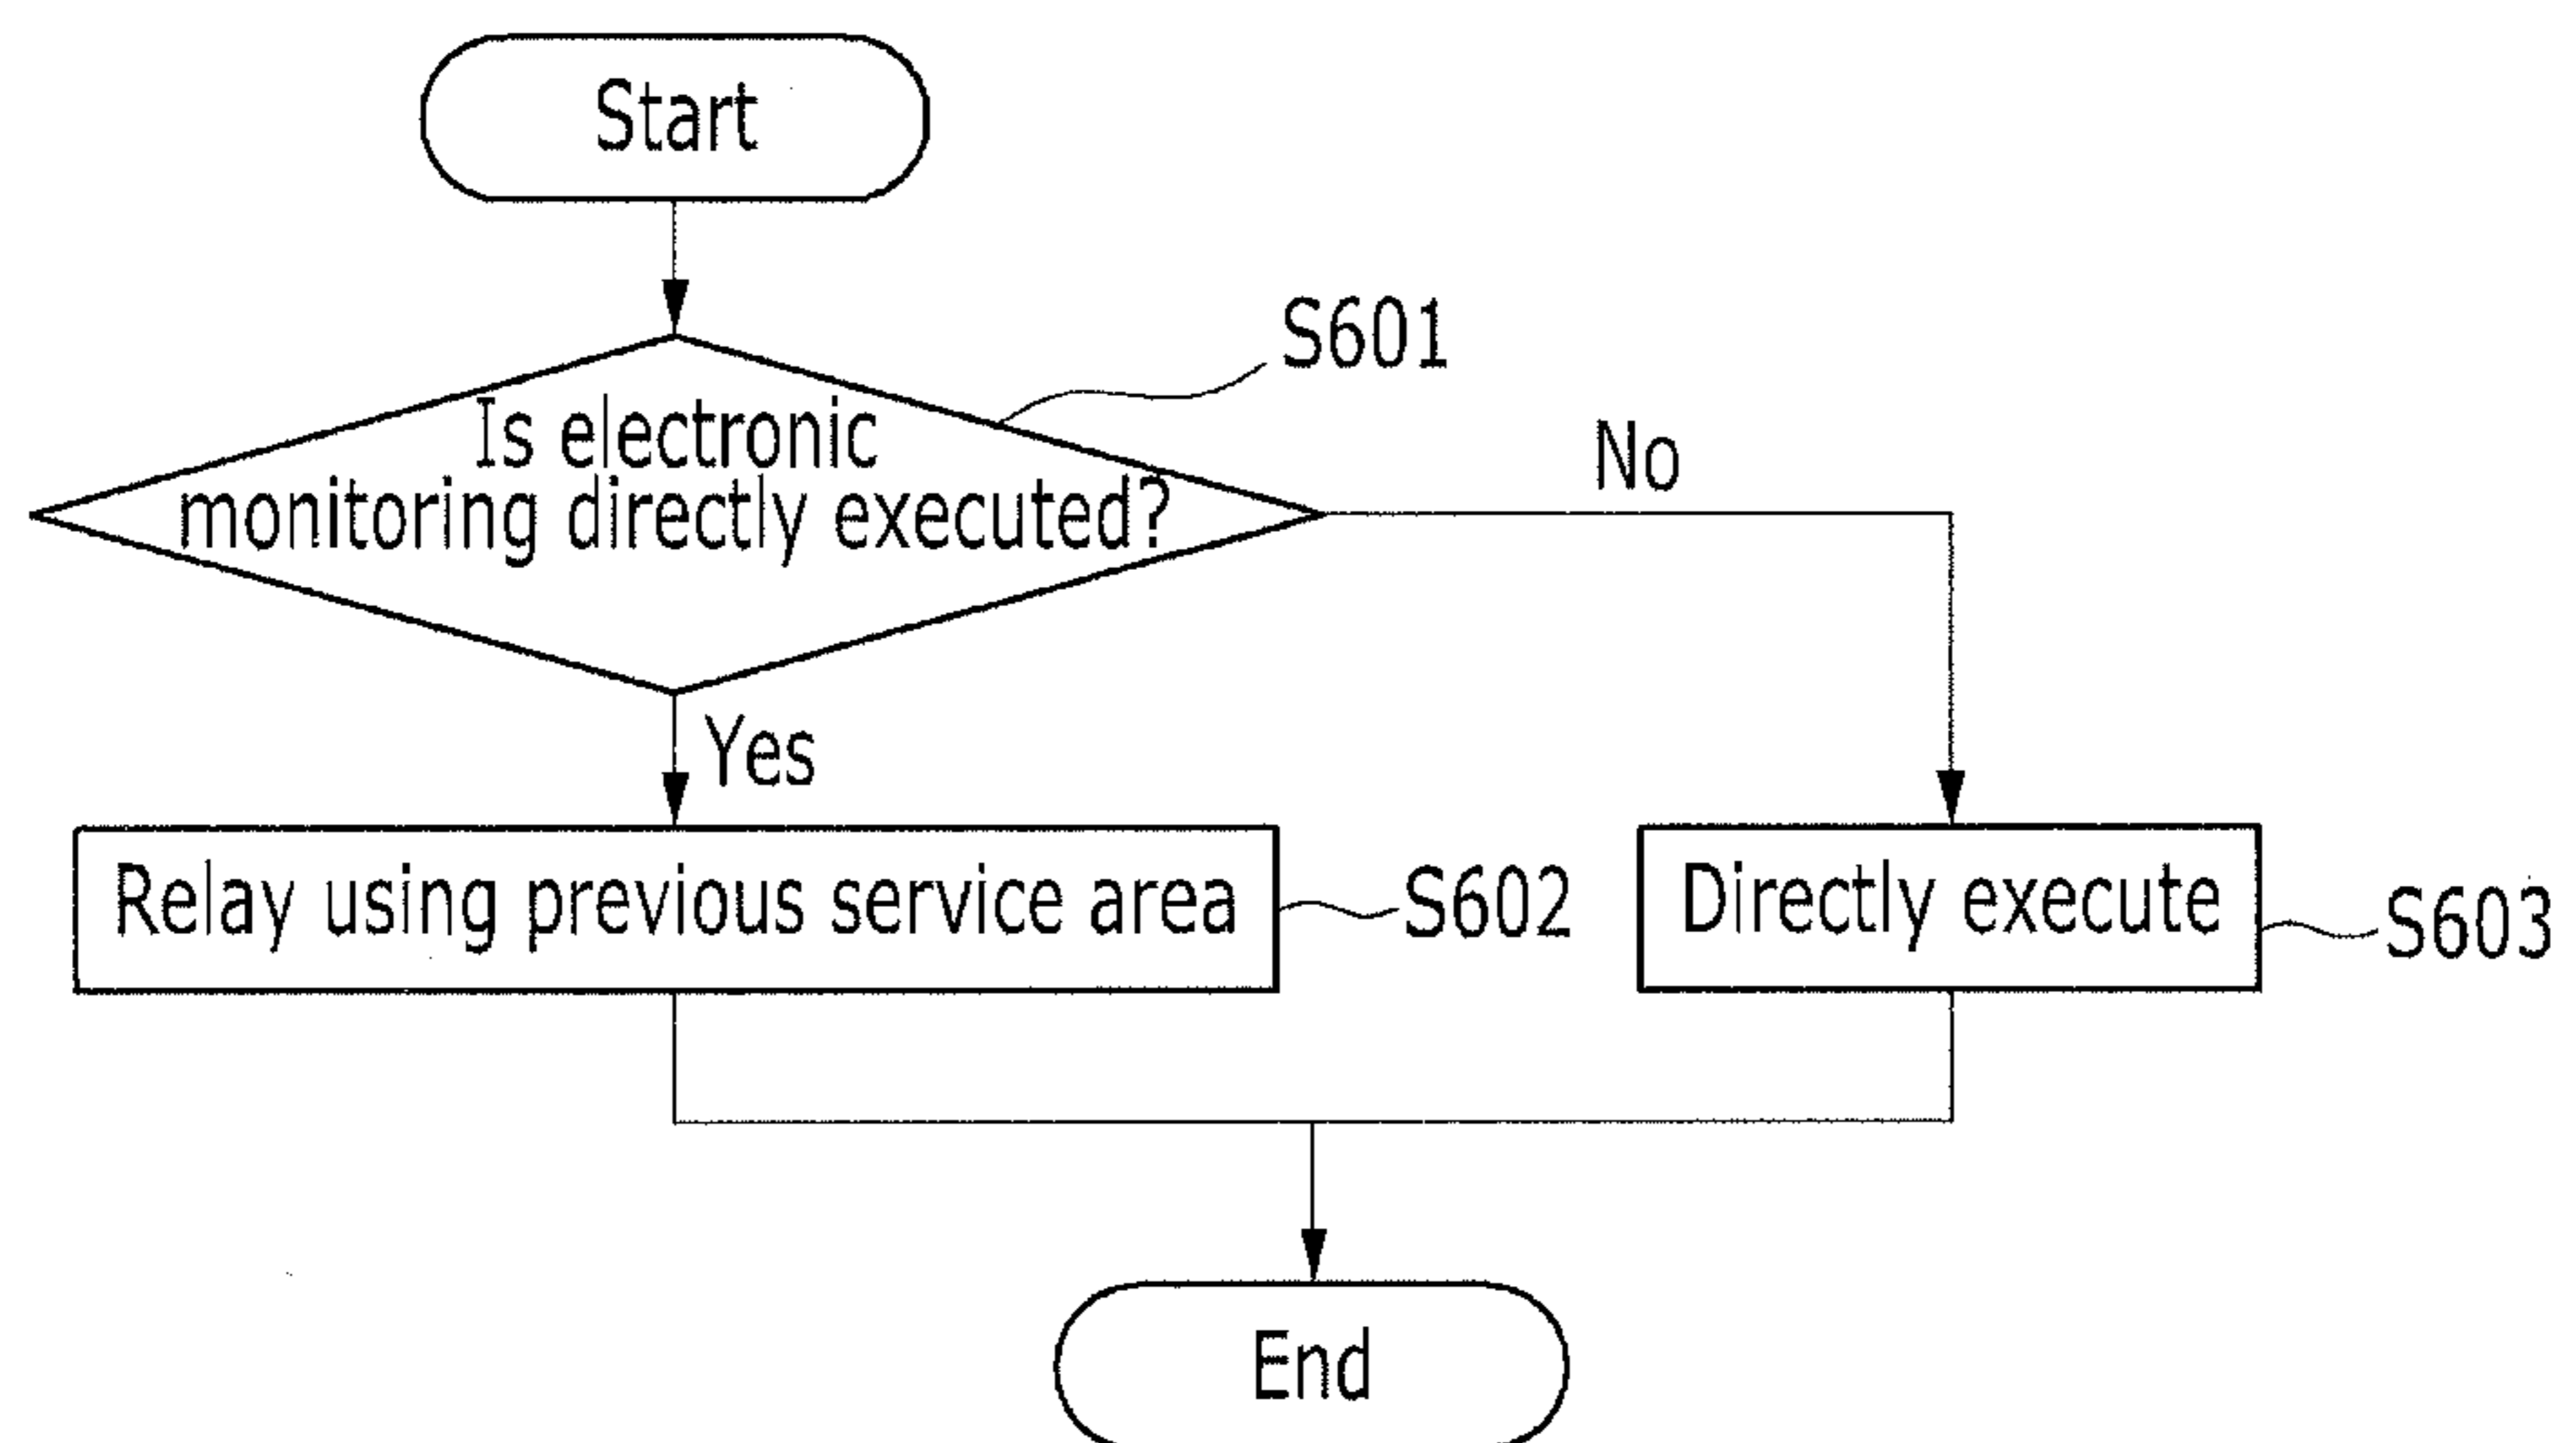 Start
S601
Is electronic
monitoring directly executed?
No
Yes
Relay using previous service area
S602
Directly execute
S603
End